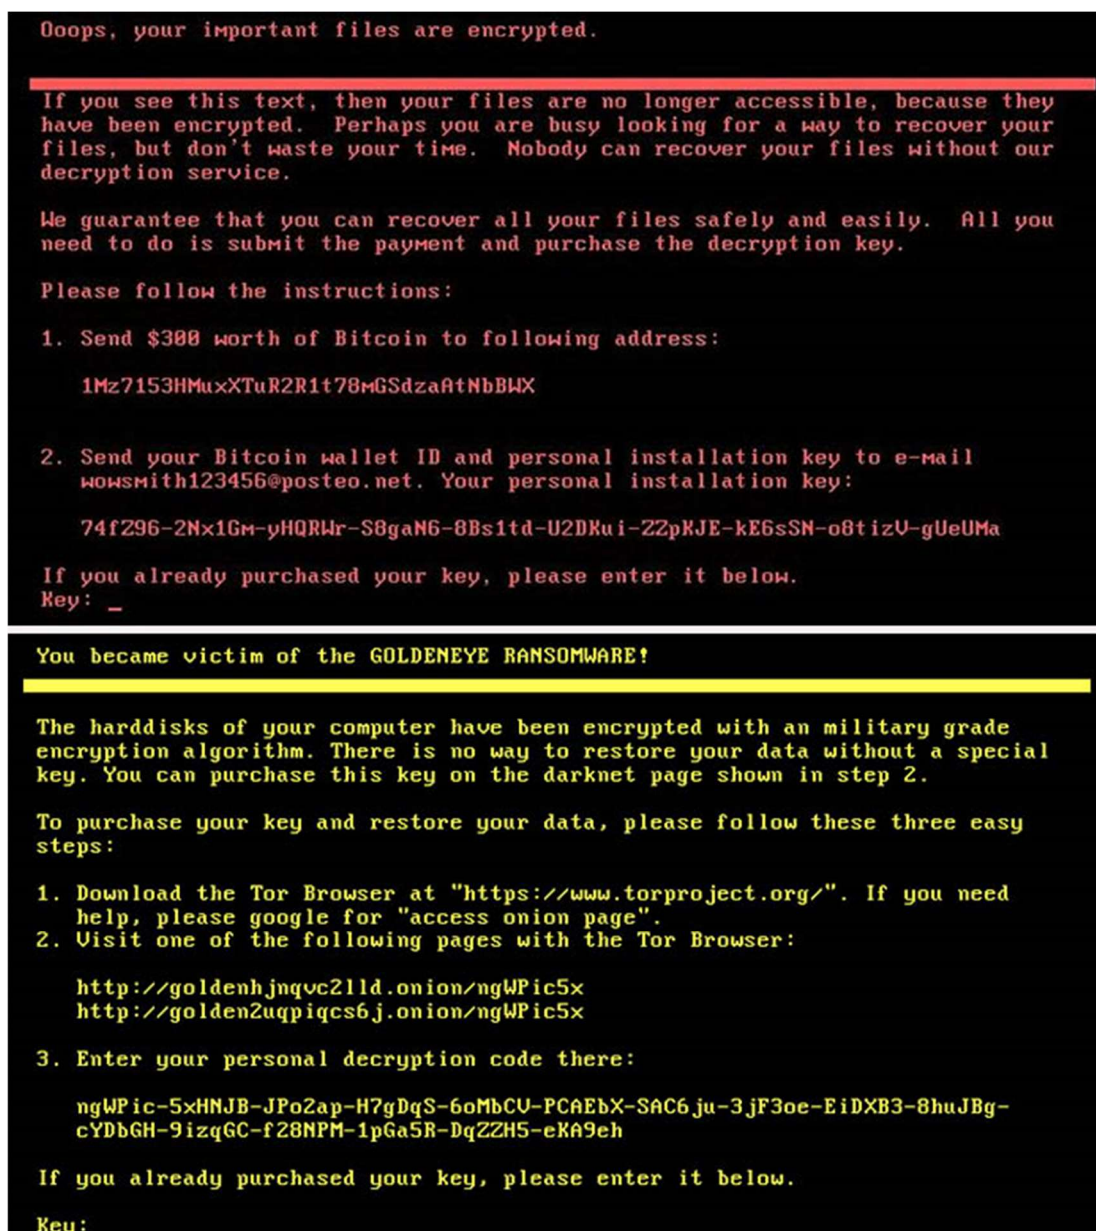 Ooops, your important files are encrypted.
If you see this text, then your files are no longer accessible, because they
have been encrypted. Perhaps you are busy looking for a way to recover your
files, but don't waste your time. Nobody can recover your files without our
decryption service.
We guarantee that you can recover all your files safely and easily. All you
need to do is submit the payment and purchase the decryption key.
Please follow the instructions:
1. Send $300 worth of Bitcoin to following address:
1Mz7153HMuxXTuR2R1t78mGSdzaAtNbBWX
2. Send your Bitcoin wallet ID and personal installation key to e-mail
wowsmith123456@posteo.net. Your personal installation key:
74fZ96-2Nx1Gm-yHQRWr-S8gaN6-8Bs1td-U2DKui-ZZpKJE-kE6sSN-o8tizV-gUeUMa
If you already purchased your key, please enter it below.
Key: _
You became victim of the GOLDENEYE RANSOMWARE!
The harddisks of your computer have been encrypted with an military grade
encryption algorithm. There is no way to restore your data without a special
key. You can purchase this key on the darknet page shown in step 2.
To purchase your key and restore your data, please follow these three easy
steps:
1. Download the Tor Browser at "https://www.torproject.org/". If you need
help, please google for "access onion page".
2. Visit one of the following pages with the Tor Browser:
http://goldenhjnqvc2lld.onion/ngWPic5x
http://golden2uqpiqcs6j.onion/ngWPic5x
3. Enter your personal decryption code there:
ngWPic-5xHNJB-JPo2ap-H7gDqS-6oMbCV-PCAEbX-SAC6ju-3jF3oe-EiDXB3-8huJBg-
cYDbGH-9izqGC-f28NPM-1pGa5R-DqZZH5-eKA9eh
If you already purchased your key, please enter it below.
Key: